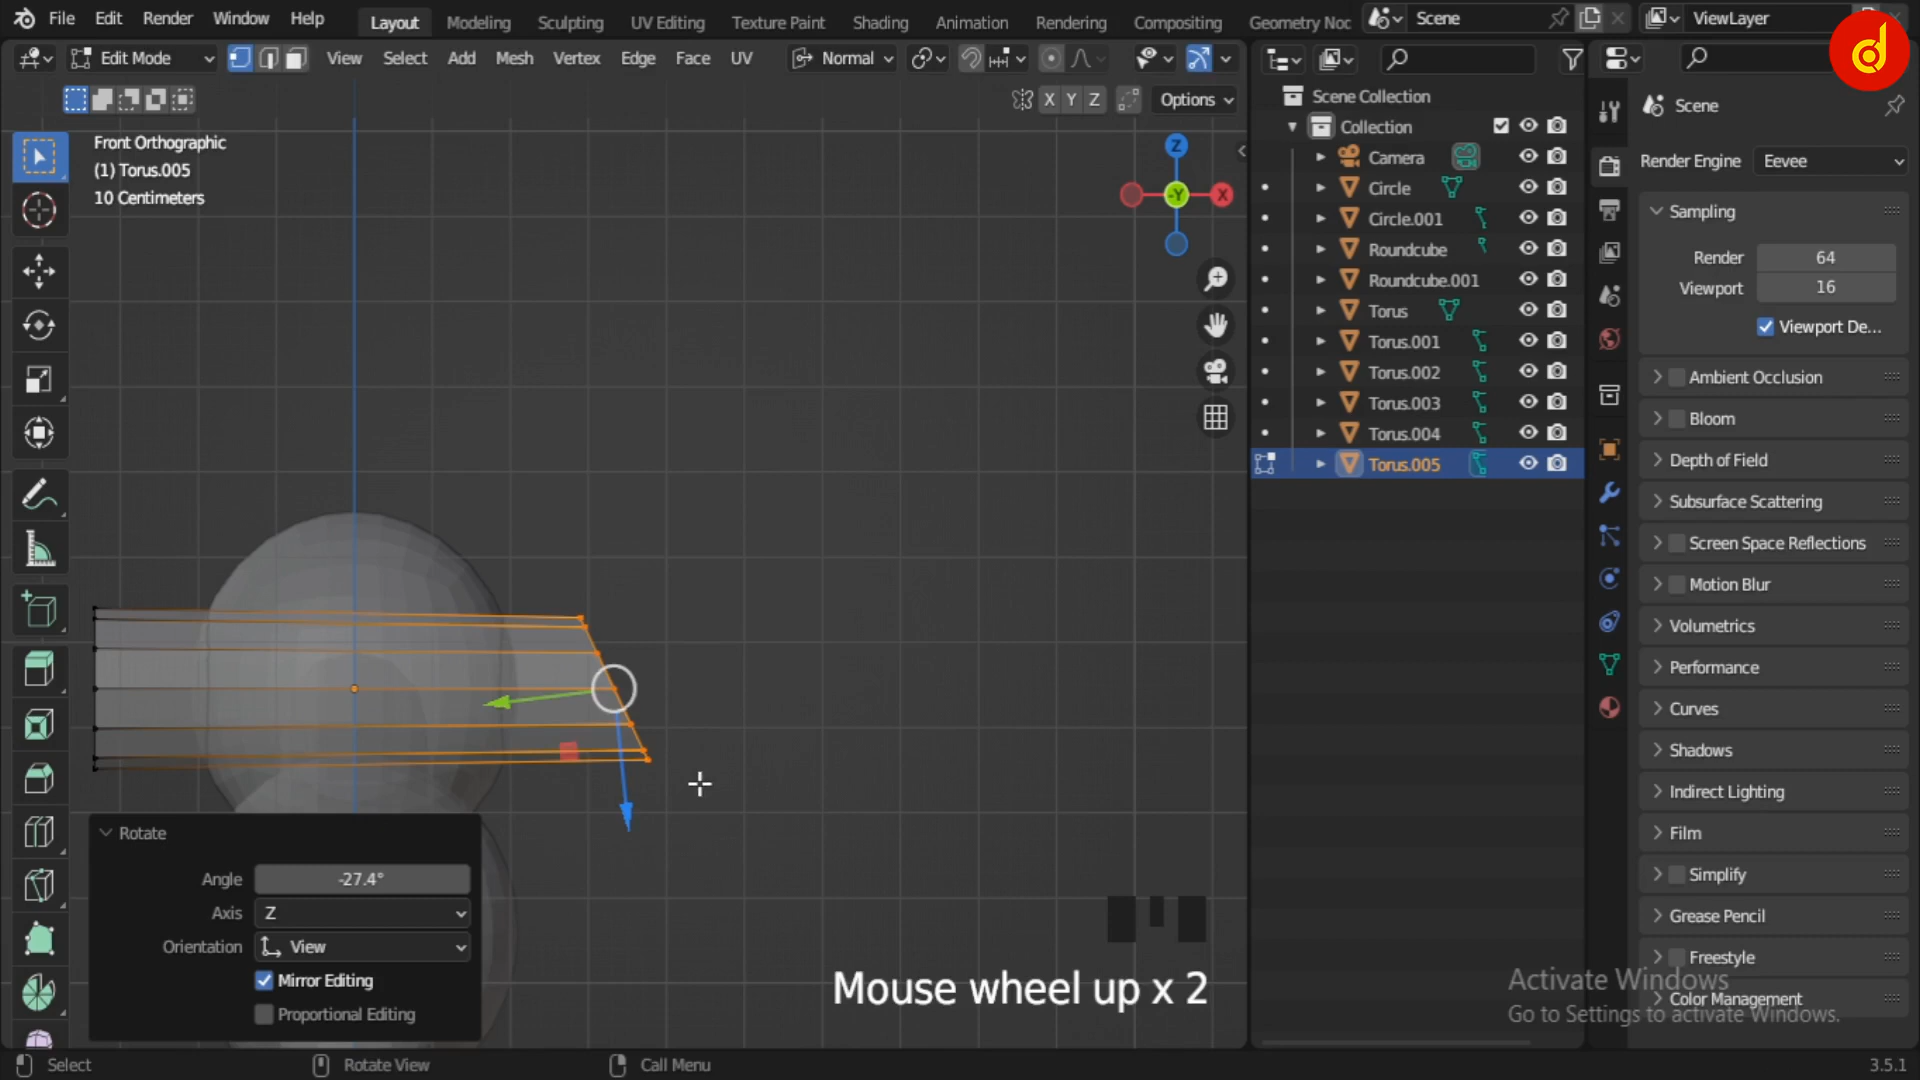 File Edit Render Window Help Layout Modeling Sculpting UV Editing Texture Paint Shading Animation Rendering Compositing Geometry Noc Scene ViewLayer
Edit Mode View Select Add Mesh Vertex Edge Face UV Normal
X Y Z Options
Front Orthographic
(1) Torus.005
10 Centimeters
Z
-Y
X
Scene Collection
Collection
Camera
Circle
Circle.001
Roundcube
Roundcube.001
Torus
Torus.001
Torus.002
Torus.003
Torus.004
Torus.005
Scene
Render Engine Eevee
Sampling
Render 64
Viewport 16
Viewport De...
Ambient Occlusion
Bloom
Depth of Field
Subsurface Scattering
Screen Space Reflections
Motion Blur
Volumetrics
Performance
Curves
Shadows
Indirect Lighting
Film
Simplify
Grease Pencil
Freestyle
Color Management
Rotate
Angle -27.4°
Axis Z
Orientation View
Mirror Editing
Proportional Editing
Mouse wheel up x 2
Activate Windows
Go to Settings to activate Windows.
Select Rotate View Call Menu 3.5.1